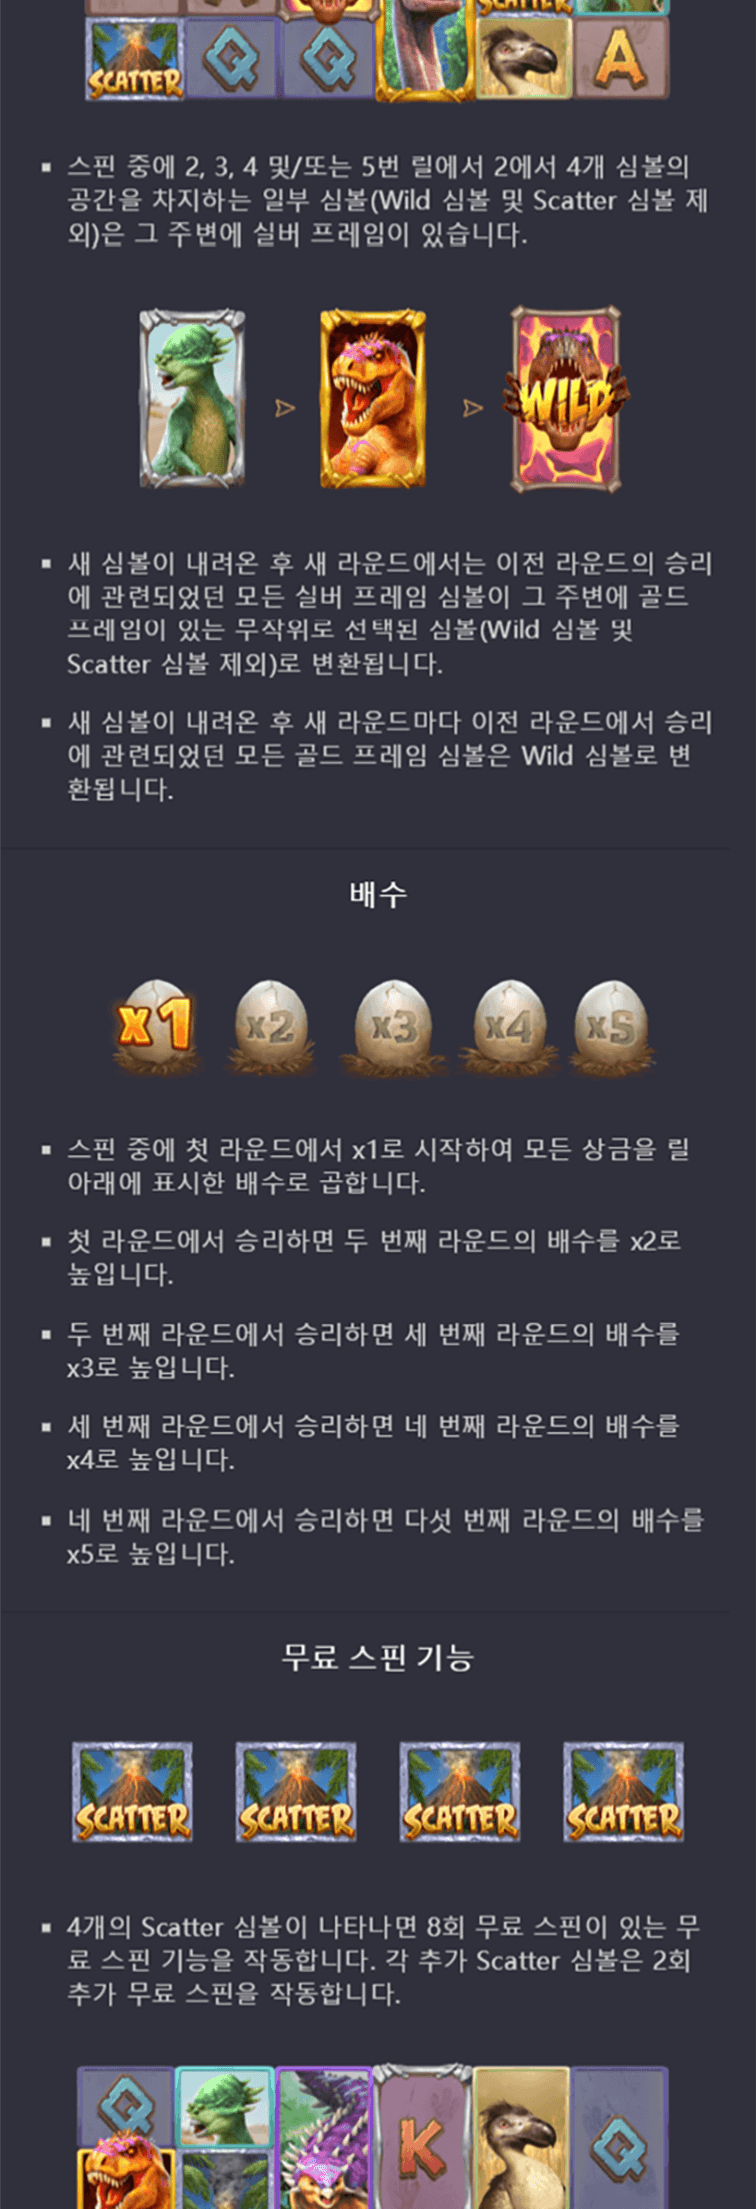 SCATTER
SCATTER
Q
Q
A
스핀 중에 2, 3, 4 및/또는 5번 릴에서 2에서 4개 심볼의
공간을 차지하는 일부 심볼(Wild 심볼 및 Scatter 심볼 제
외)은 그 주변에 실버 프레임이 있습니다.
WILD
새 심볼이 내려온 후 새 라운드에서는 이전 라운드의 승리
에 관련되었던 모든 실버 프레임 심볼이 그 주변에 골드
프레임이 있는 무작위로 선택된 심볼(Wild 심볼 및
Scatter 심볼 제외)로 변환됩니다.
새 심볼이 내려온 후 새 라운드마다 이전 라운드에서 승리
에 관련되었던 모든 골드 프레임 심볼은 Wild 심볼로 변
환됩니다.
배수
x1 x2 x3 x4 x5
스핀 중에 첫 라운드에서 x1로 시작하여 모든 상금을 릴
아래에 표시한 배수로 곱합니다.
첫 라운드에서 승리하면 두 번째 라운드의 배수를 x2로
높입니다.
두 번째 라운드에서 승리하면 세 번째 라운드의 배수를
x3로 높입니다.
세 번째 라운드에서 승리하면 네 번째 라운드의 배수를
x4로 높입니다.
네 번째 라운드에서 승리하면 다섯 번째 라운드의 배수를
x5로 높입니다.
무료 스핀 기능
SCATTER SCATTER SCATTER SCATTER
4개의 Scatter 심볼이 나타나면 8회 무료 스핀이 있는 무
료 스핀 기능을 작동합니다. 각 추가 Scatter 심볼은 2회
추가 무료 스핀을 작동합니다.
Q
K
Q